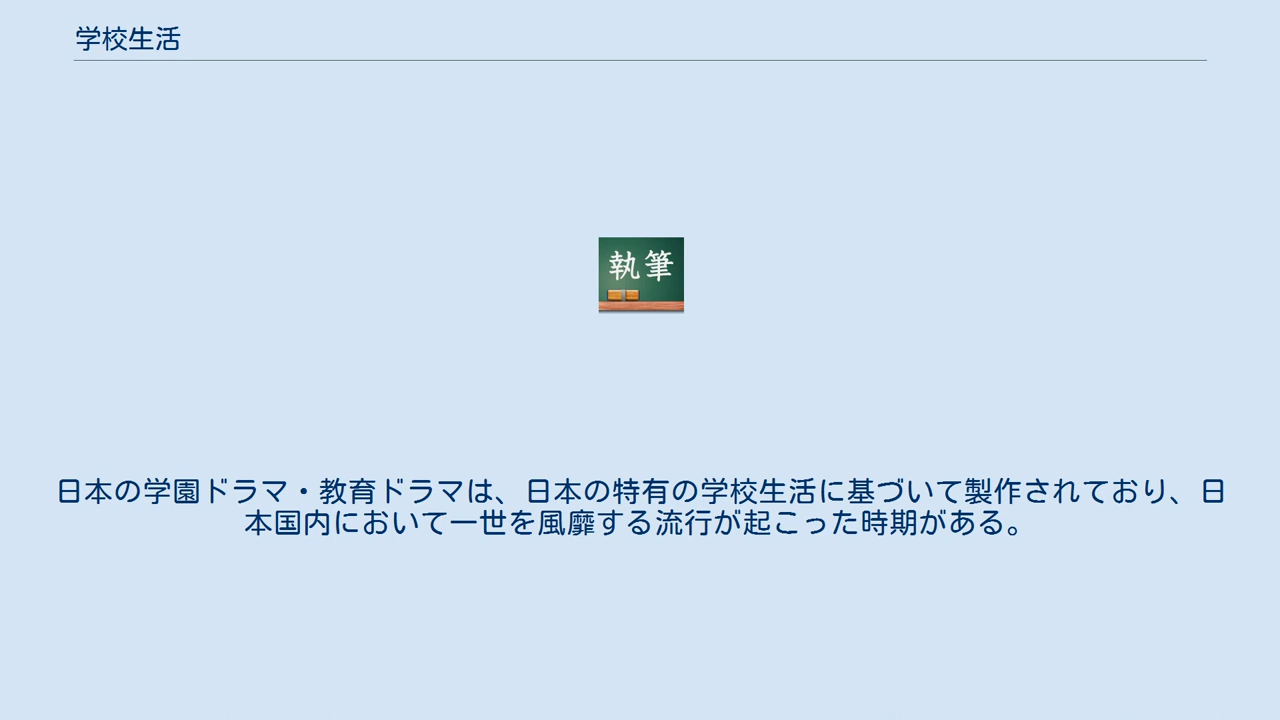 学校生活
執筆
日本の学園ドラマ・教育ドラマは、日本の特有の学校生活に基づいて製作されており、日
本国内において一世を風靡する流行が起こった時期がある。